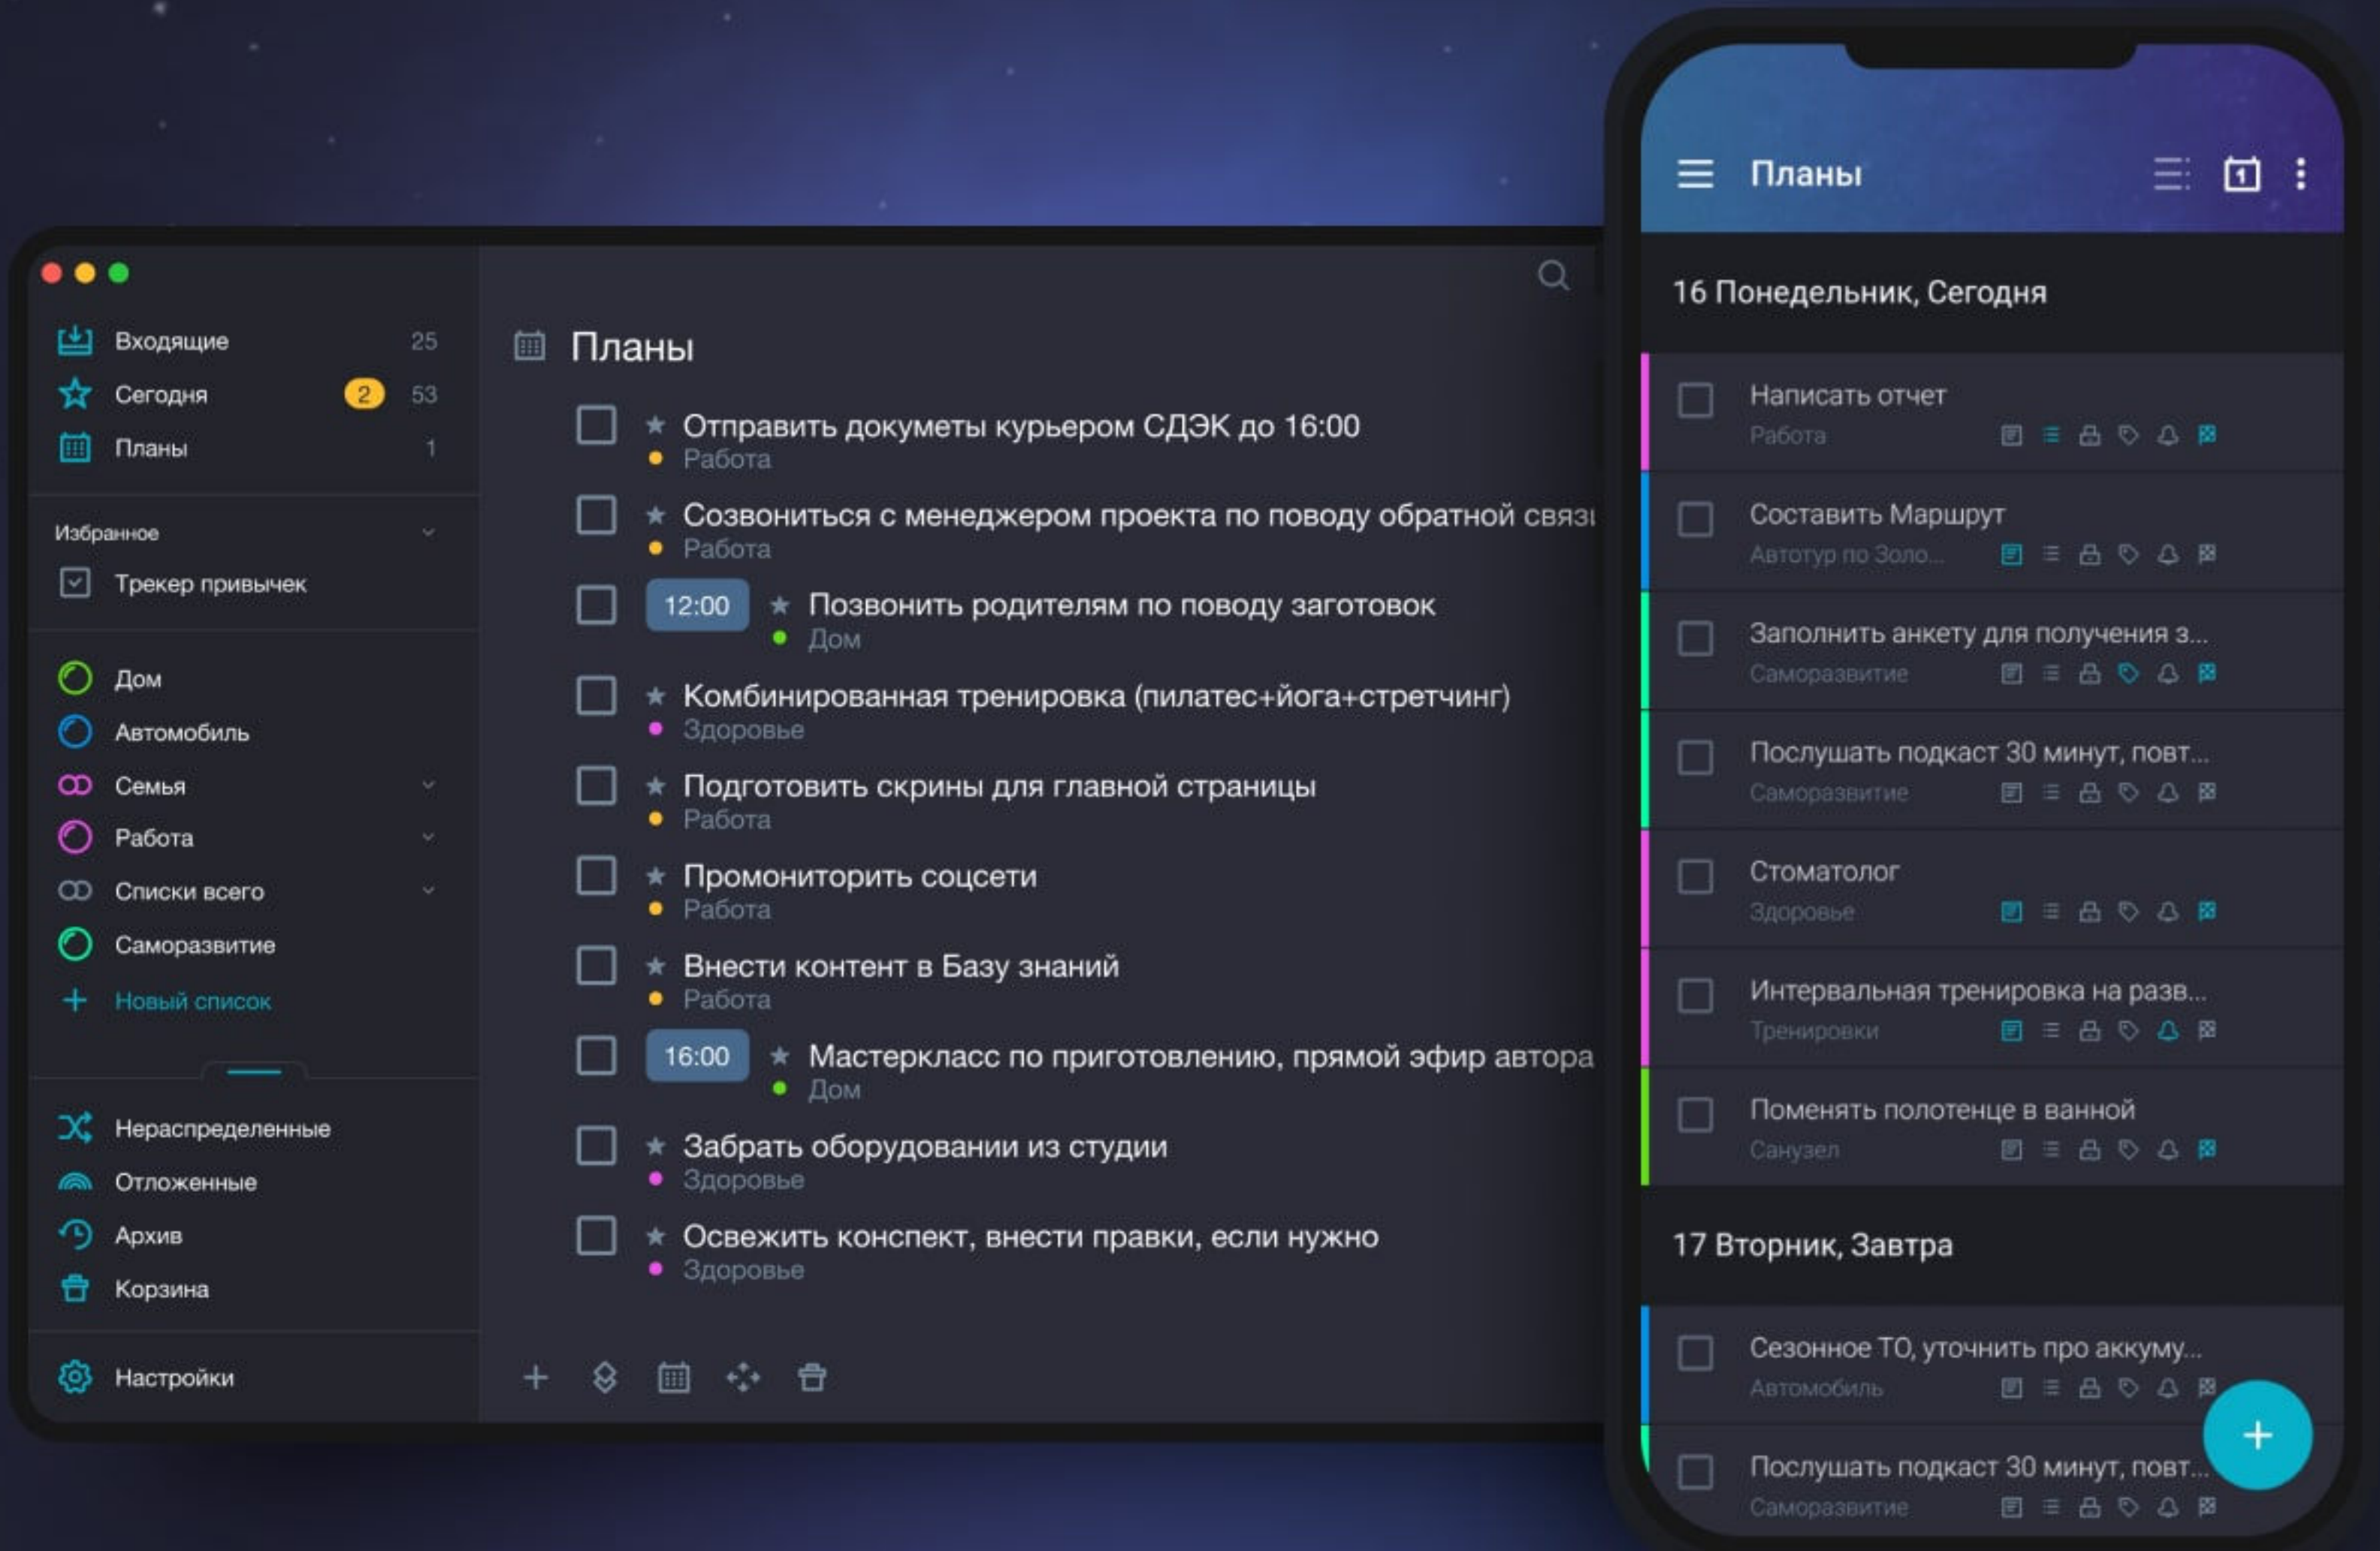 Входящие 25
Сегодня 2 53
Планы 1
Избранное
Трекер привычек
Дом
Автомобиль
Семья
Работа
Списки всего
Саморазвитие
Новый список
Нераспределенные
Отложенные
Архив
Корзина
Настройки
Планы
Отправить докуметы курьером СДЭК до 16:00
Работа
Созвониться с менеджером проекта по поводу обратной связ
Работа
12:00 Позвонить родителям по поводу заготовок
Дом
Комбинированная тренировка (пилатес+йога+стретчинг)
Здоровье
Подготовить скрины для главной страницы
Работа
Промониторить соцсети
Работа
Внести контент в Базу знаний
Работа
16:00 Мастеркласс по приготовлению, прямой эфир автора
Дом
Забрать оборудовании из студии
Здоровье
Освежить конспект, внести правки, если нужно
Здоровье
Планы 1
16 Понедельник, Сегодня
Написать отчет
Работа
Составить Маршрут
Автотур по Золо...
Заполнить анкету для получения з...
Саморазвитие
Послушать подкаст 30 минут, повт...
Саморазвитие
Стоматолог
Здоровье
Интервальная тренировка на разв...
Тренировки
Поменять полотенце в ванной
Санузел
17 Вторник, Завтра
Сезонное ТО, уточнить про аккуму...
Автомобиль
Послушать подкаст 30 минут, повт...
Саморазвитие